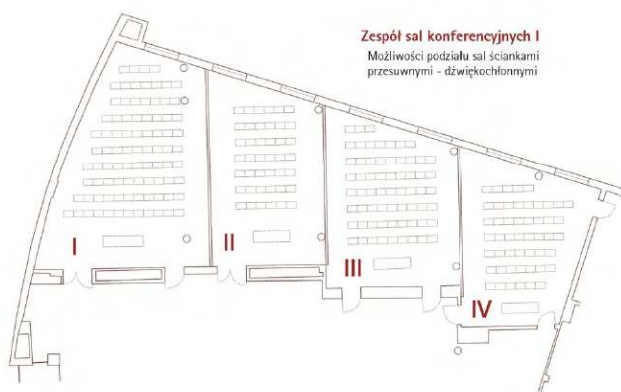 Zespół sal konferencyjnych I
Możliwości podziału sal ściankami
przesuwnymi - dźwiękochłonnymi
I
II
III
IV